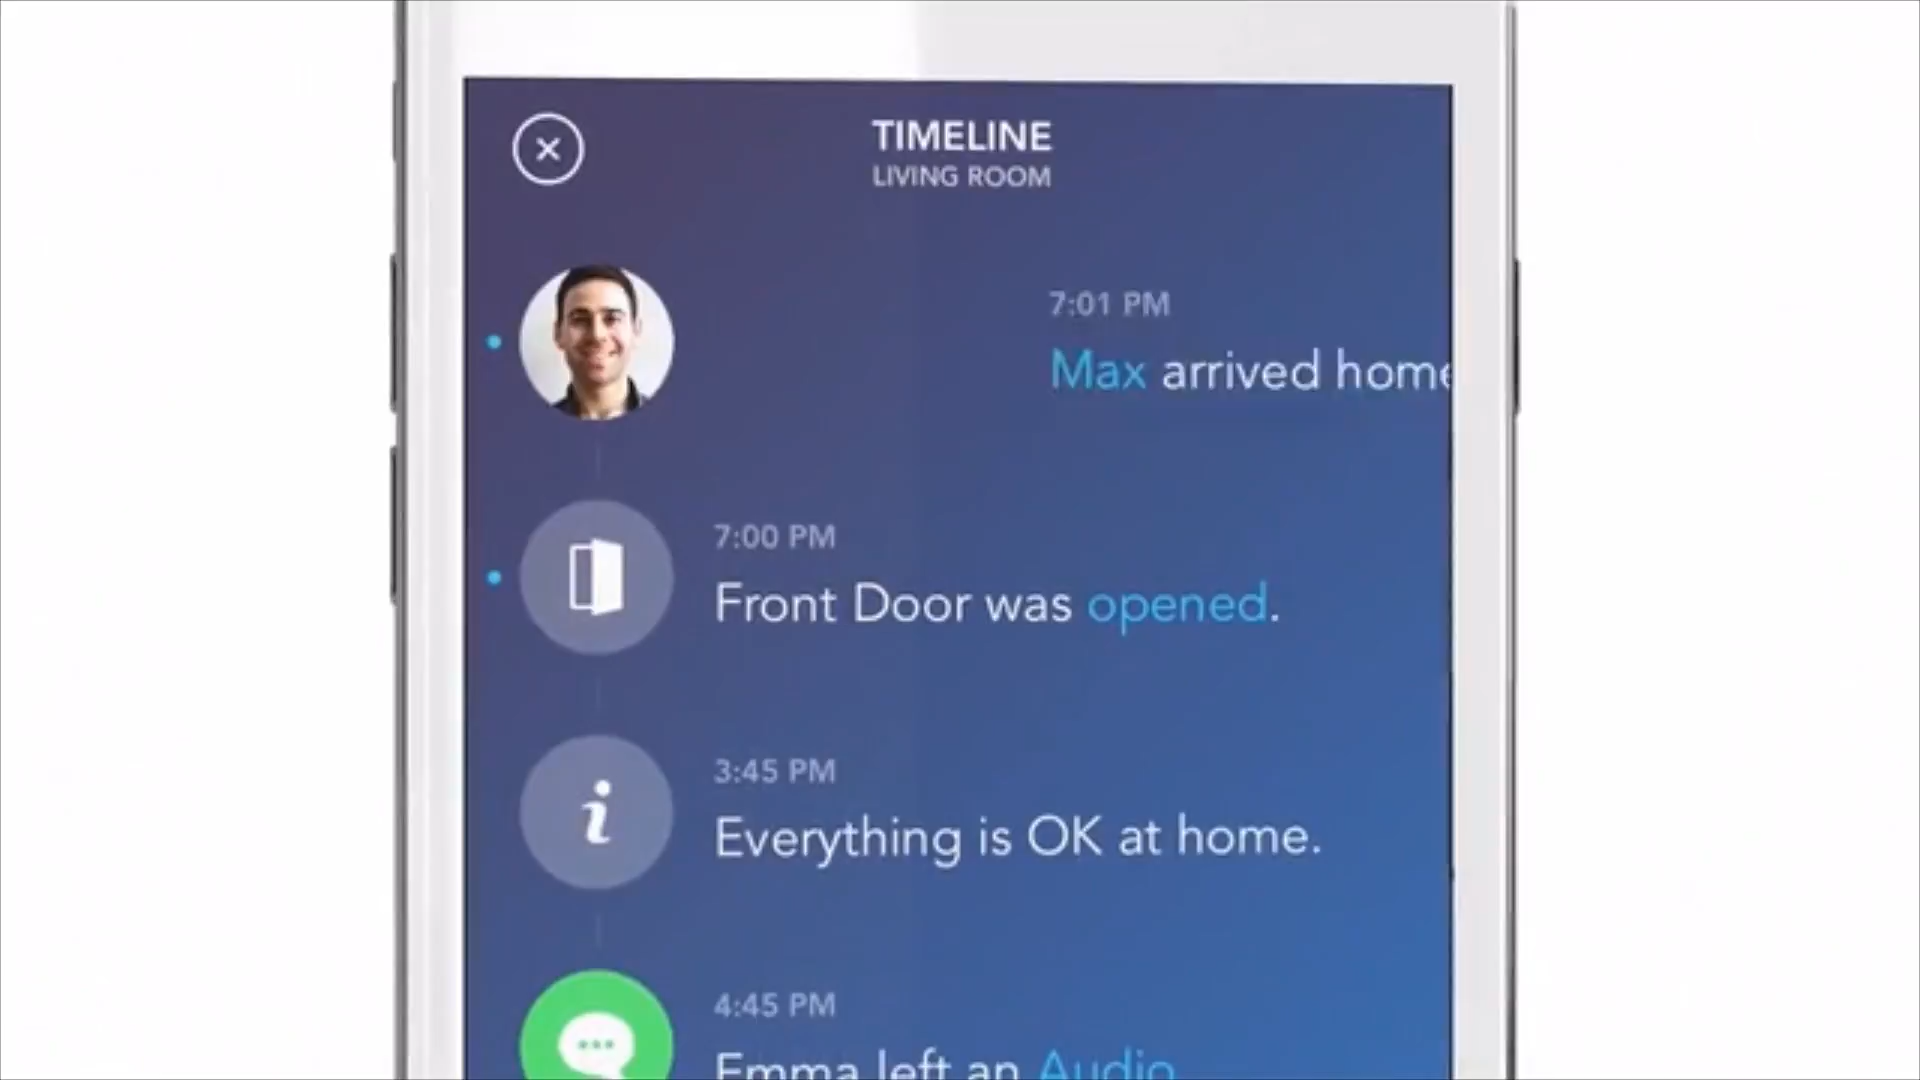 TIMELINE
LIVING ROOM
7:01 PM
Max arrived home
7:00 PM
Front Door was opened.
3:45 PM
Everything is OK at home.
4:45 PM
Emma left an Audio